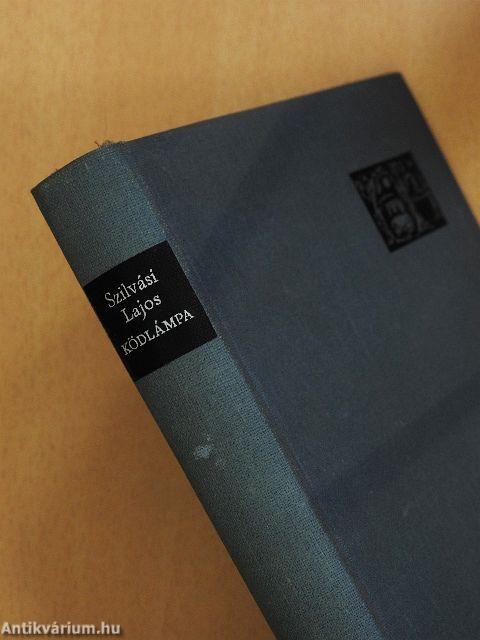 Szilvási
Lajos
KÖDLÁMPA
Antikvárium.hu